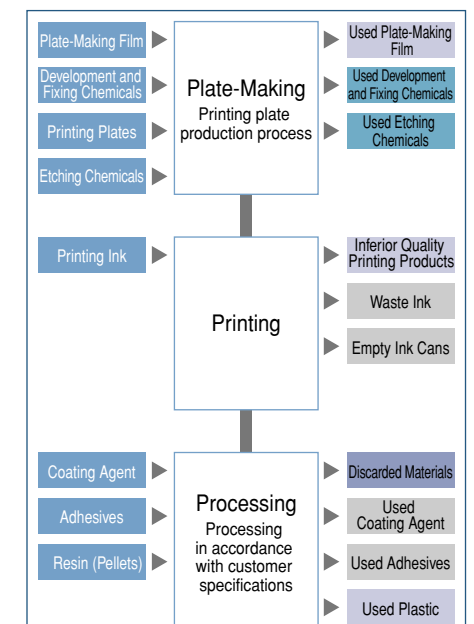 Plate-Making Film
Development and
Fixing Chemicals
Printing Plates
Etching Chemicals
Plate-Making
Printing plate
production process
Used Plate-Making
Film
Used Development
and Fixing Chemicals
Used Etching
Chemicals
Printing Ink
Printing
Inferior Quality
Printing Products
Waste Ink
Empty Ink Cans
Coating Agent
Adhesives
Resin (Pellets)
Processing
Processing
in accordance
with customer
specifications
Discarded Materials
Used
Coating Agent
Used Adhesives
Used Plastic